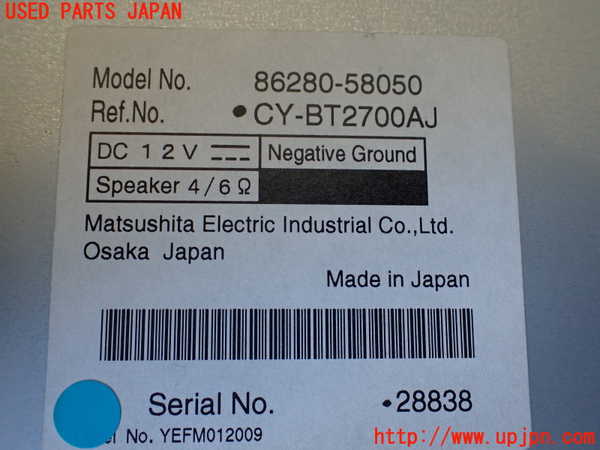 USED PARTS JAPAN
Model No. 86280-58050
Ref.No. •CY-BT2700AJ
DC 12V Negative Ground
Speaker 4/6Ω
Matsushita Electric Industrial Co.,Ltd.
Osaka Japan
Made in Japan
Serial No. •28838
No. YEFM012009
http://www.upjpn.com/